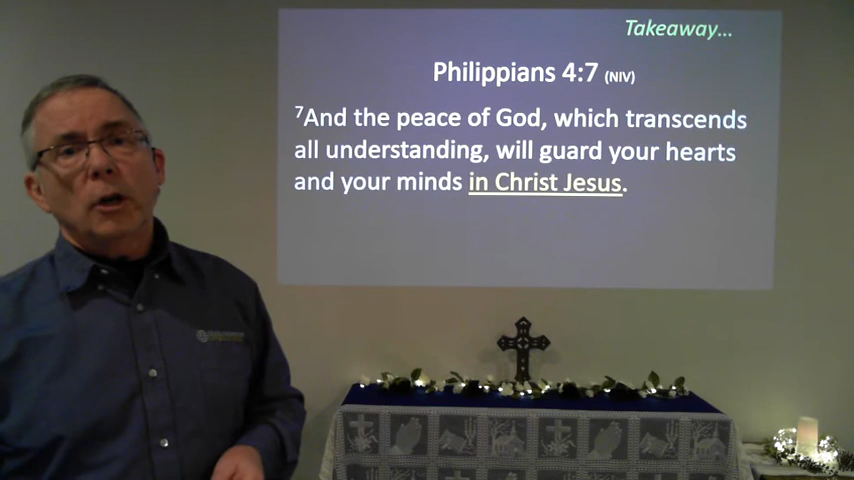 Takeaway...
Philippians 4:7 (NIV)
7And the peace of God, which transcends
all understanding, will guard your hearts
and your minds in Christ Jesus.